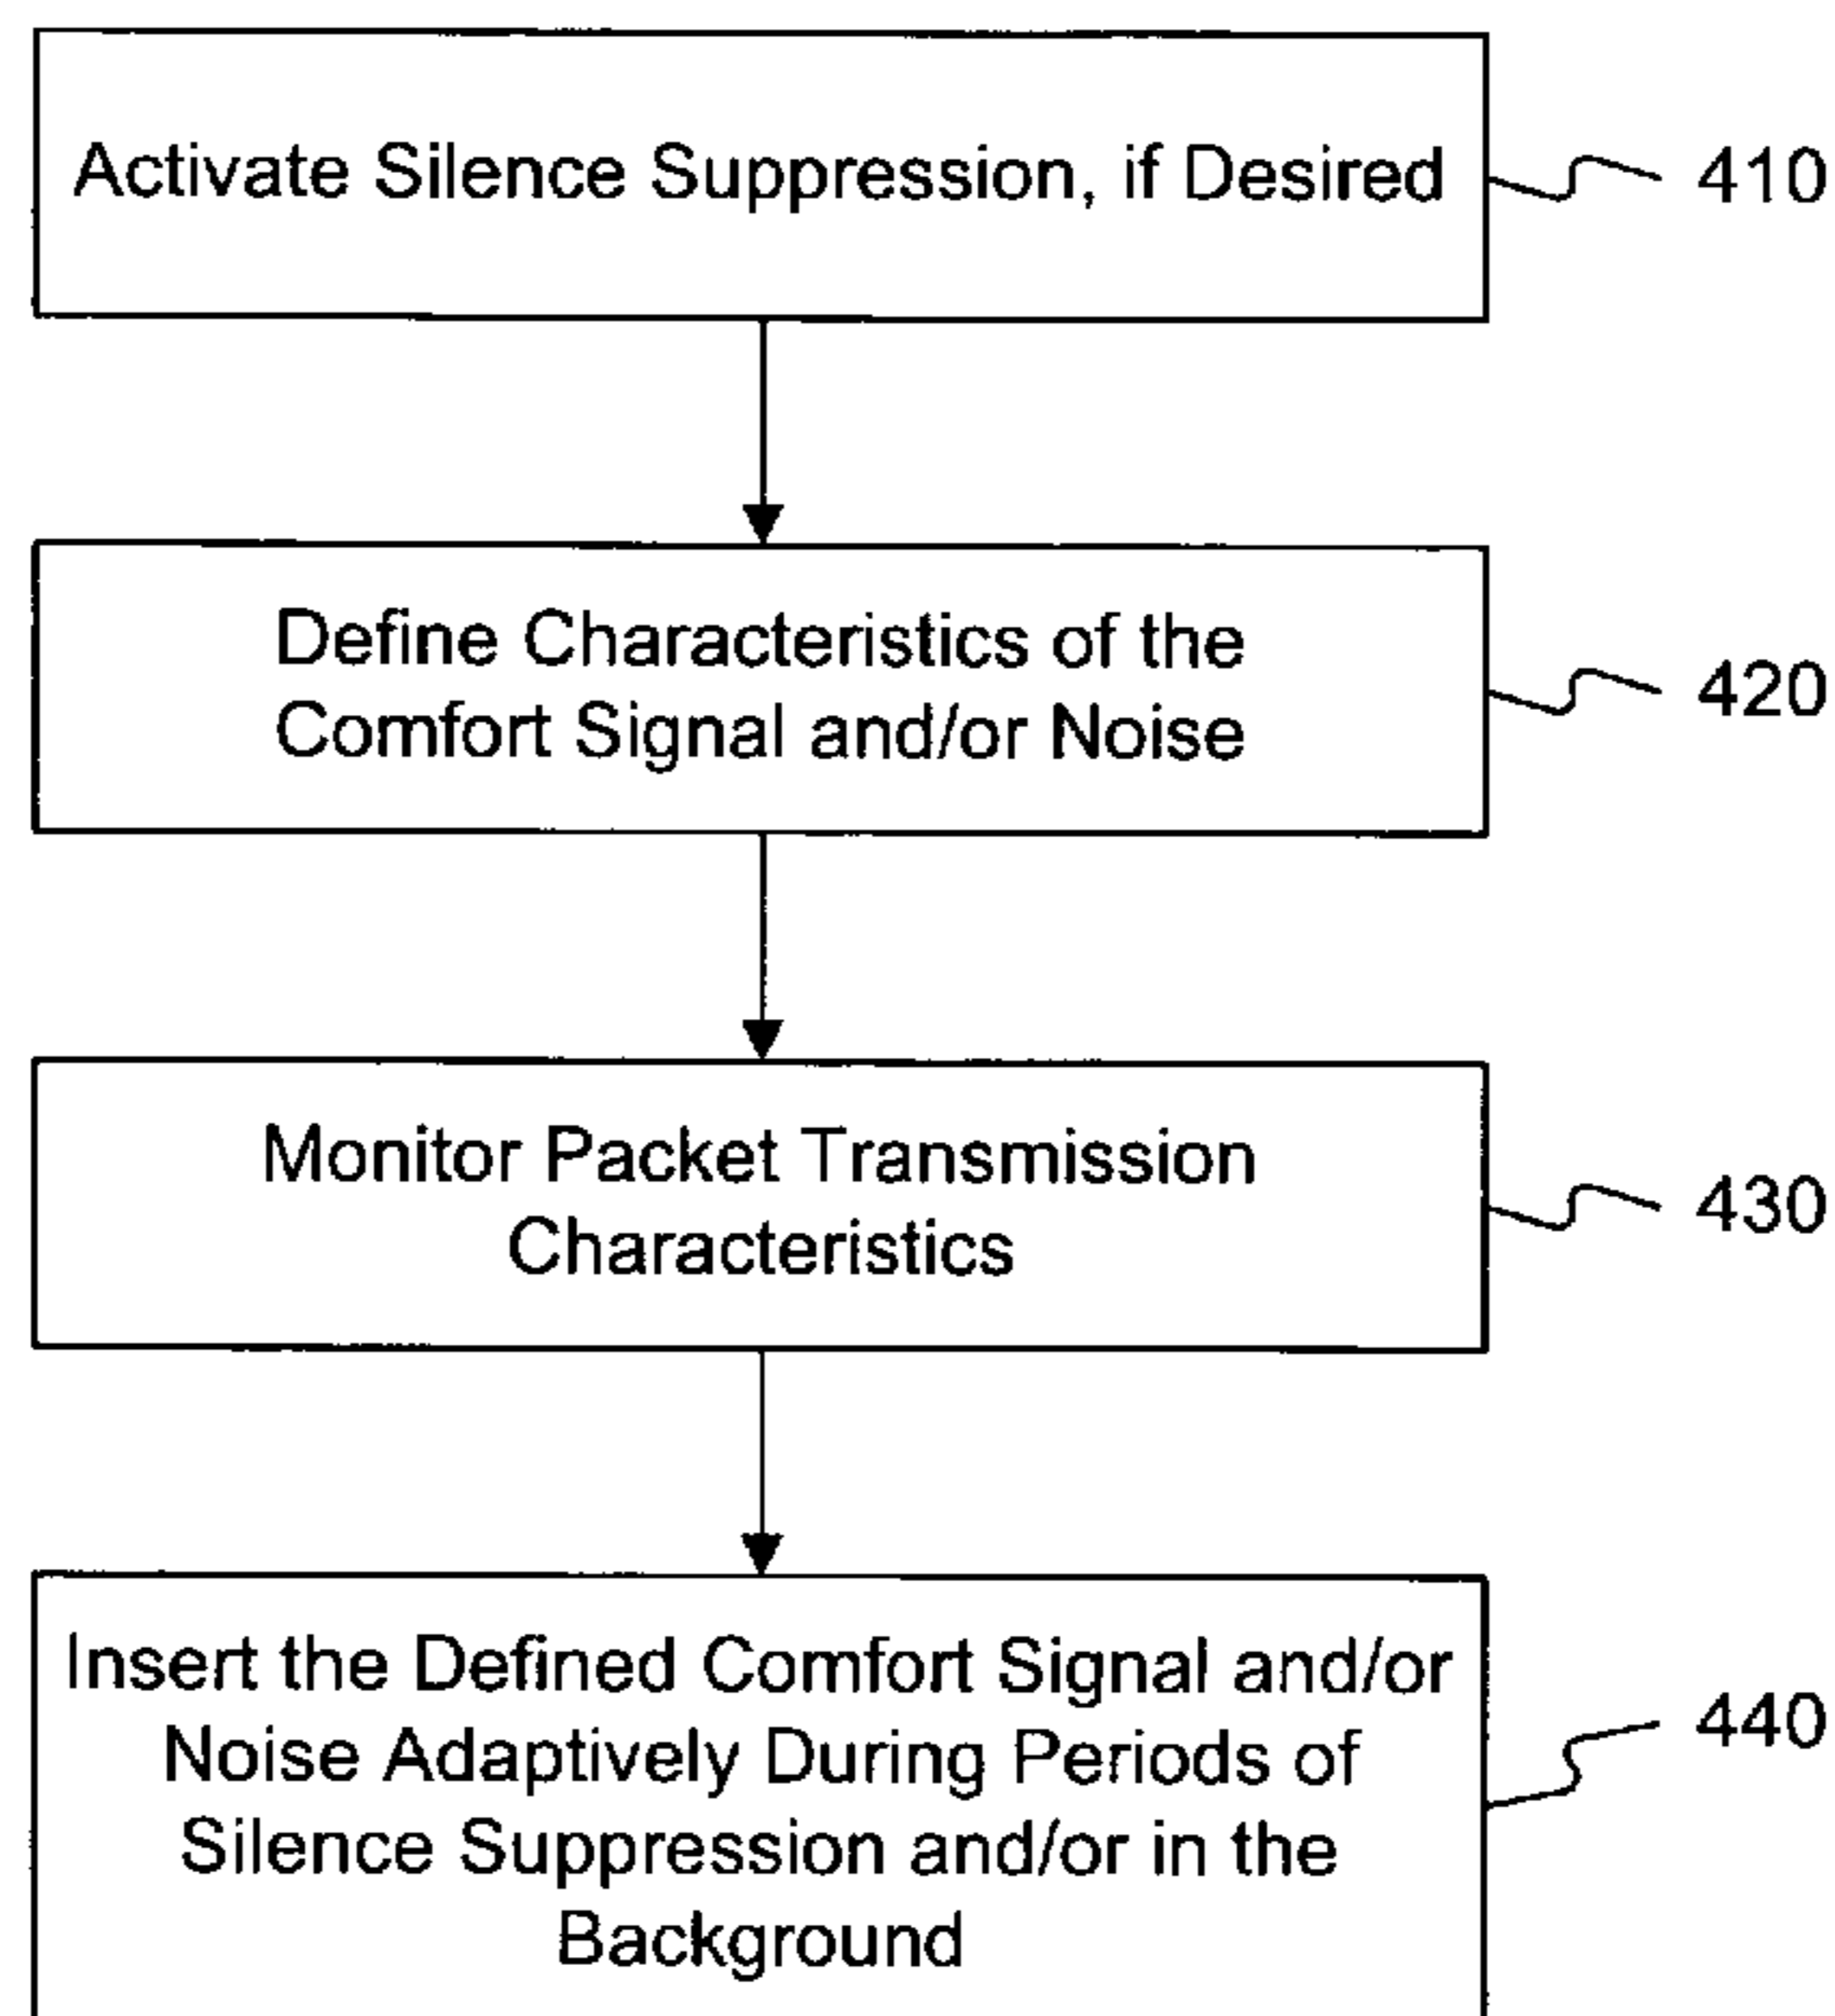 Activate Silence Suppression, if Desired
410
Define Characteristics of the
Comfort Signal and/or Noise
420
Monitor Packet Transmission
Characteristics
430
Insert the Defined Comfort Signal and/or
Noise Adaptively During Periods of
Silence Suppression and/or in the
Background
440